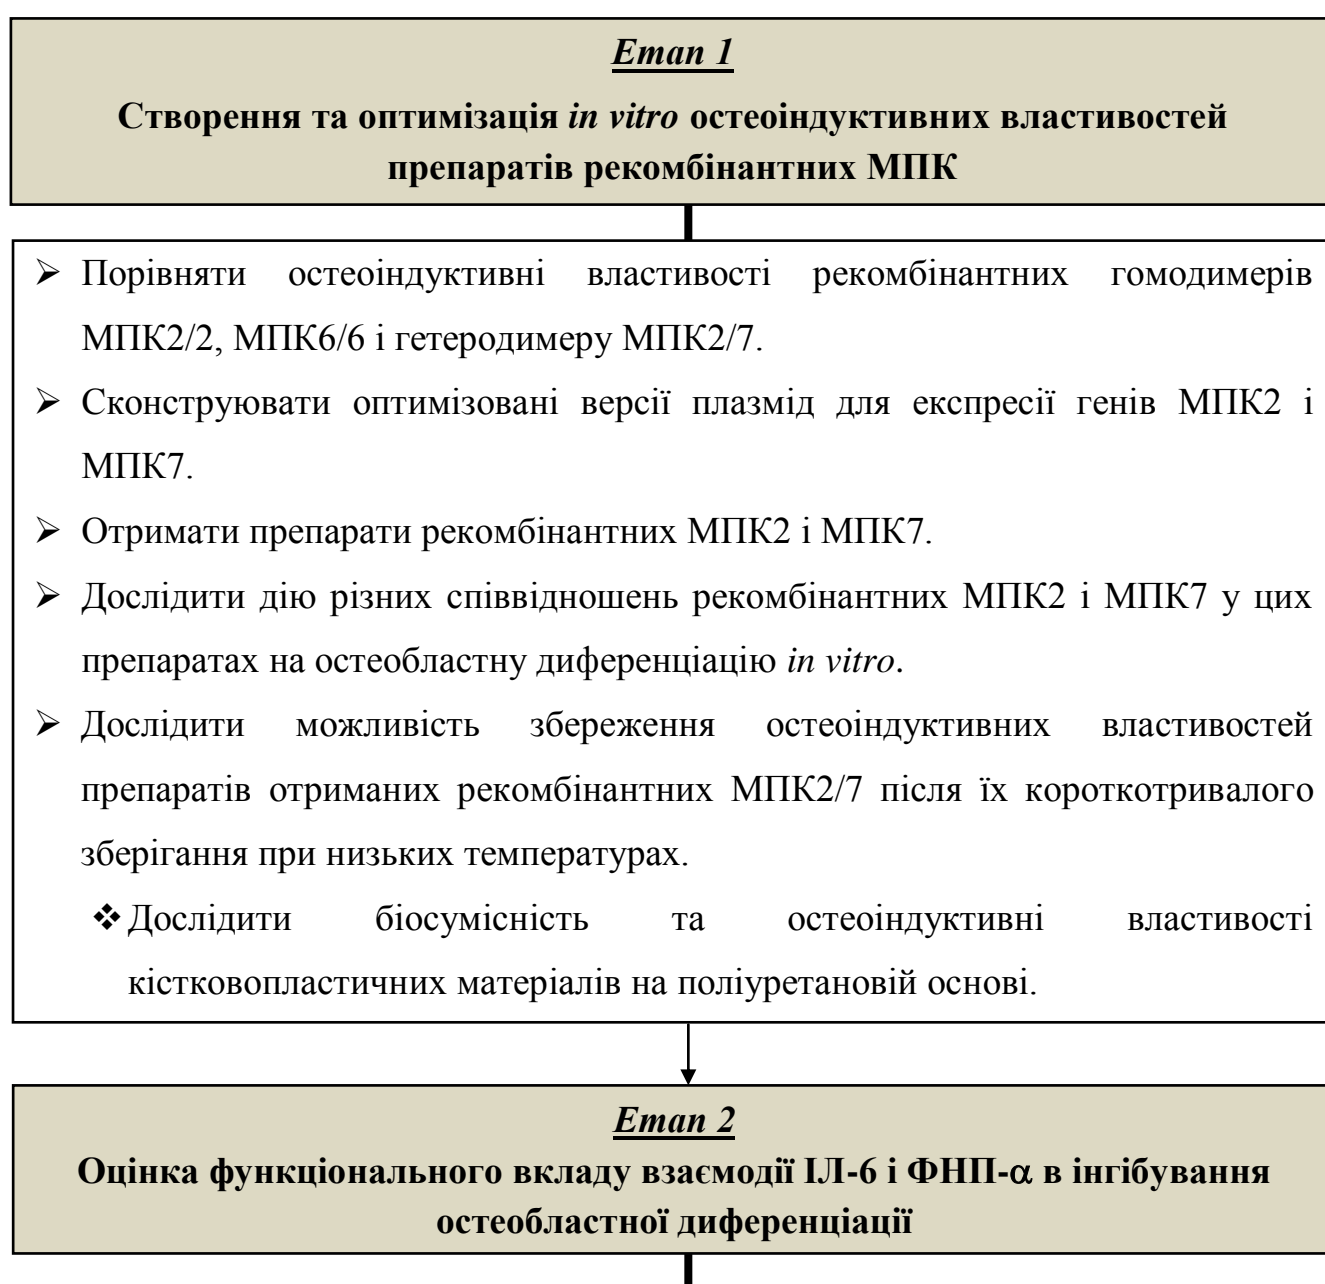 Етап 1
Створення та оптимізація in vitro остеоіндуктивних властивостей
препаратів рекомбінантних МПК
➢ Порівняти остеоіндуктивні властивості рекомбінантних гомодимерів
МПК2/2, МПК6/6 і гетеродимеру МПК2/7.
➢ Сконструювати оптимізовані версії плазмід для експресії генів МПК2 і
МПК7.
➢ Отримати препарати рекомбінантних МПК2 і МПК7.
➢ Дослідити дію різних співвідношень рекомбінантних МПК2 і МПК7 у цих
препаратах на остеобластну диференціацію in vitro.
➢ Дослідити можливість збереження остеоіндуктивних властивостей
препаратів отриманих рекомбінантних МПК2/7 після їх короткотривалого
зберігання при низьких температурах.
❖ Дослідити біосумісність та остеоіндуктивні властивості
кістковопластичних матеріалів на поліуретановій основі.
Етап 2
Оцінка функціонального вкладу взаємодії ІЛ-6 і ФНП-α в інгібування
остеобластної диференціації